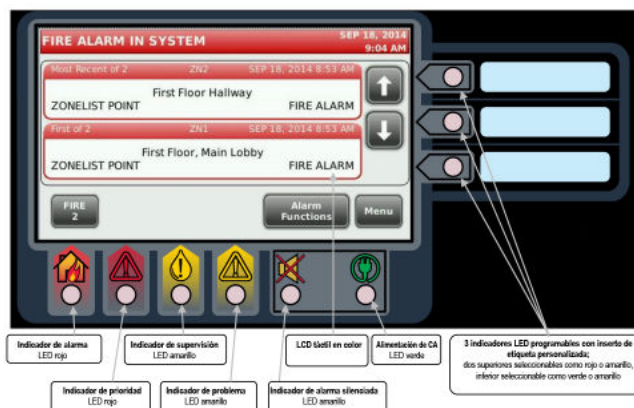 FIRE ALARM IN SYSTEM
SEP 18, 2014
9:04 AM
Most Recent of 2 ZN2 SEP 18, 2014 8:53 AM
First Floor Hallway
ZONELIST POINT FIRE ALARM
First of 2 ZN1 SEP 18, 2014 8:53 AM
First Floor, Main Lobby
ZONELIST POINT FIRE ALARM
FIRE
2
Alarm
Functions
Menu
Indicador de alarma
LED rojo
Indicador de supervisión
LED amarillo
LCD táctil en color
Alimentación de CA
LED verde
3 indicadores LED programables con inserto de
etiqueta personalizada;
dos superiores seleccionables como rojo o amarillo,
inferior seleccionable como verde o amarillo
Indicador de prioridad
LED rojo
Indicador de problema
LED amarillo
Indicador de alarma silenciada
LED amarillo